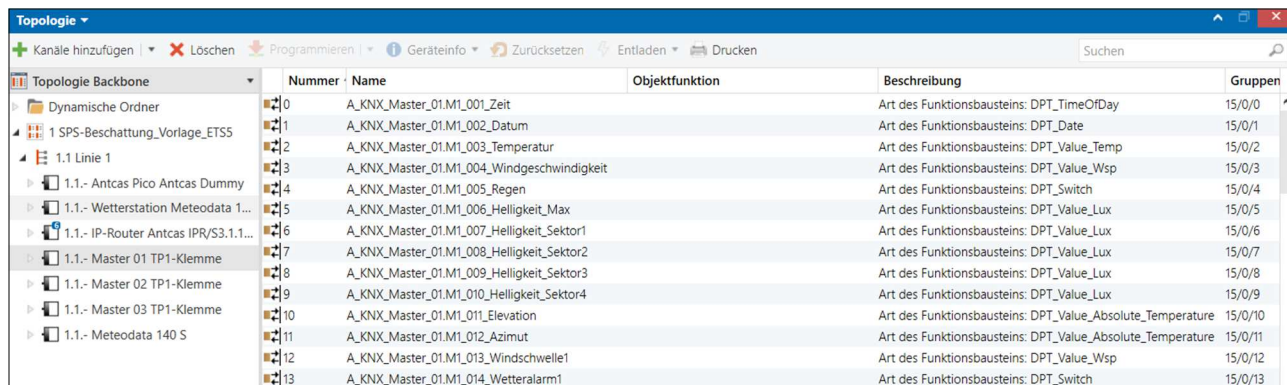 Topologie
Kanäle hinzufügen Löschen Programmieren Geräteinfo Zurücksetzen Entladen Drucken Suchen
Topologie Backbone Nummer Name Objektfunktion Beschreibung Gruppen
Dynamische Ordner 0 A_KNX_Master_01.M1_001_Zeit Art des Funktionsbausteins: DPT_TimeOfDay 15/0/0
1 SPS-Beschattung_Vorlage_ETS5 1 A_KNX_Master_01.M1_002_Datum Art des Funktionsbausteins: DPT_Date 15/0/1
1.1 Linie 1 2 A_KNX_Master_01.M1_003_Temperatur Art des Funktionsbausteins: DPT_Value_Temp 15/0/2
3 A_KNX_Master_01.M1_004_Windgeschwindigkeit Art des Funktionsbausteins: DPT_Value_Wsp 15/0/3
1.1.- Antcas Pico Antcas Dummy 4 A_KNX_Master_01.M1_005_Regen Art des Funktionsbausteins: DPT_Switch 15/0/4
1.1.- Wetterstation Meteodata 1... 5 A_KNX_Master_01.M1_006_Helligkeit_Max Art des Funktionsbausteins: DPT_Value_Lux 15/0/5
1.1.- IP-Router Antcas IPR/S3.1.1... 6 A_KNX_Master_01.M1_007_Helligkeit_Sektor1 Art des Funktionsbausteins: DPT_Value_Lux 15/0/6
1.1.- Master 01 TP1-Klemme 7 A_KNX_Master_01.M1_008_Helligkeit_Sektor2 Art des Funktionsbausteins: DPT_Value_Lux 15/0/7
8 A_KNX_Master_01.M1_009_Helligkeit_Sektor3 Art des Funktionsbausteins: DPT_Value_Lux 15/0/8
1.1.- Master 02 TP1-Klemme 9 A_KNX_Master_01.M1_010_Helligkeit_Sektor4 Art des Funktionsbausteins: DPT_Value_Lux 15/0/9
1.1.- Master 03 TP1-Klemme 10 A_KNX_Master_01.M1_011_Elevation Art des Funktionsbausteins: DPT_Value_Absolute_Temperature 15/0/10
1.1.- Meteodata 140 S 11 A_KNX_Master_01.M1_012_Azimut Art des Funktionsbausteins: DPT_Value_Absolute_Temperature 15/0/11
12 A_KNX_Master_01.M1_013_Windschwelle1 Art des Funktionsbausteins: DPT_Value_Wsp 15/0/12
13 A_KNX_Master_01.M1_014_Wetteralarm1 Art des Funktionsbausteins: DPT_Switch 15/0/13